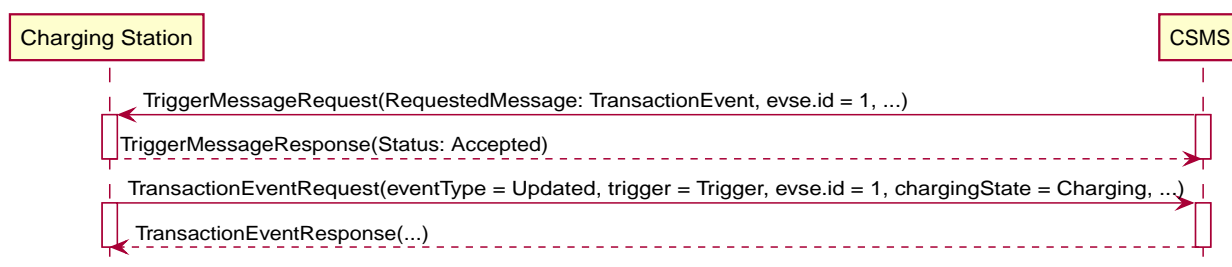 Charging Station
CSMS
TriggerMessageRequest(RequestedMessage: TransactionEvent, evse.id = 1, ...)
TriggerMessageResponse(Status: Accepted)
TransactionEventRequest(eventType = Updated, trigger = Trigger, evse.id = 1, chargingState = Charging, ...)
TransactionEventResponse(...)